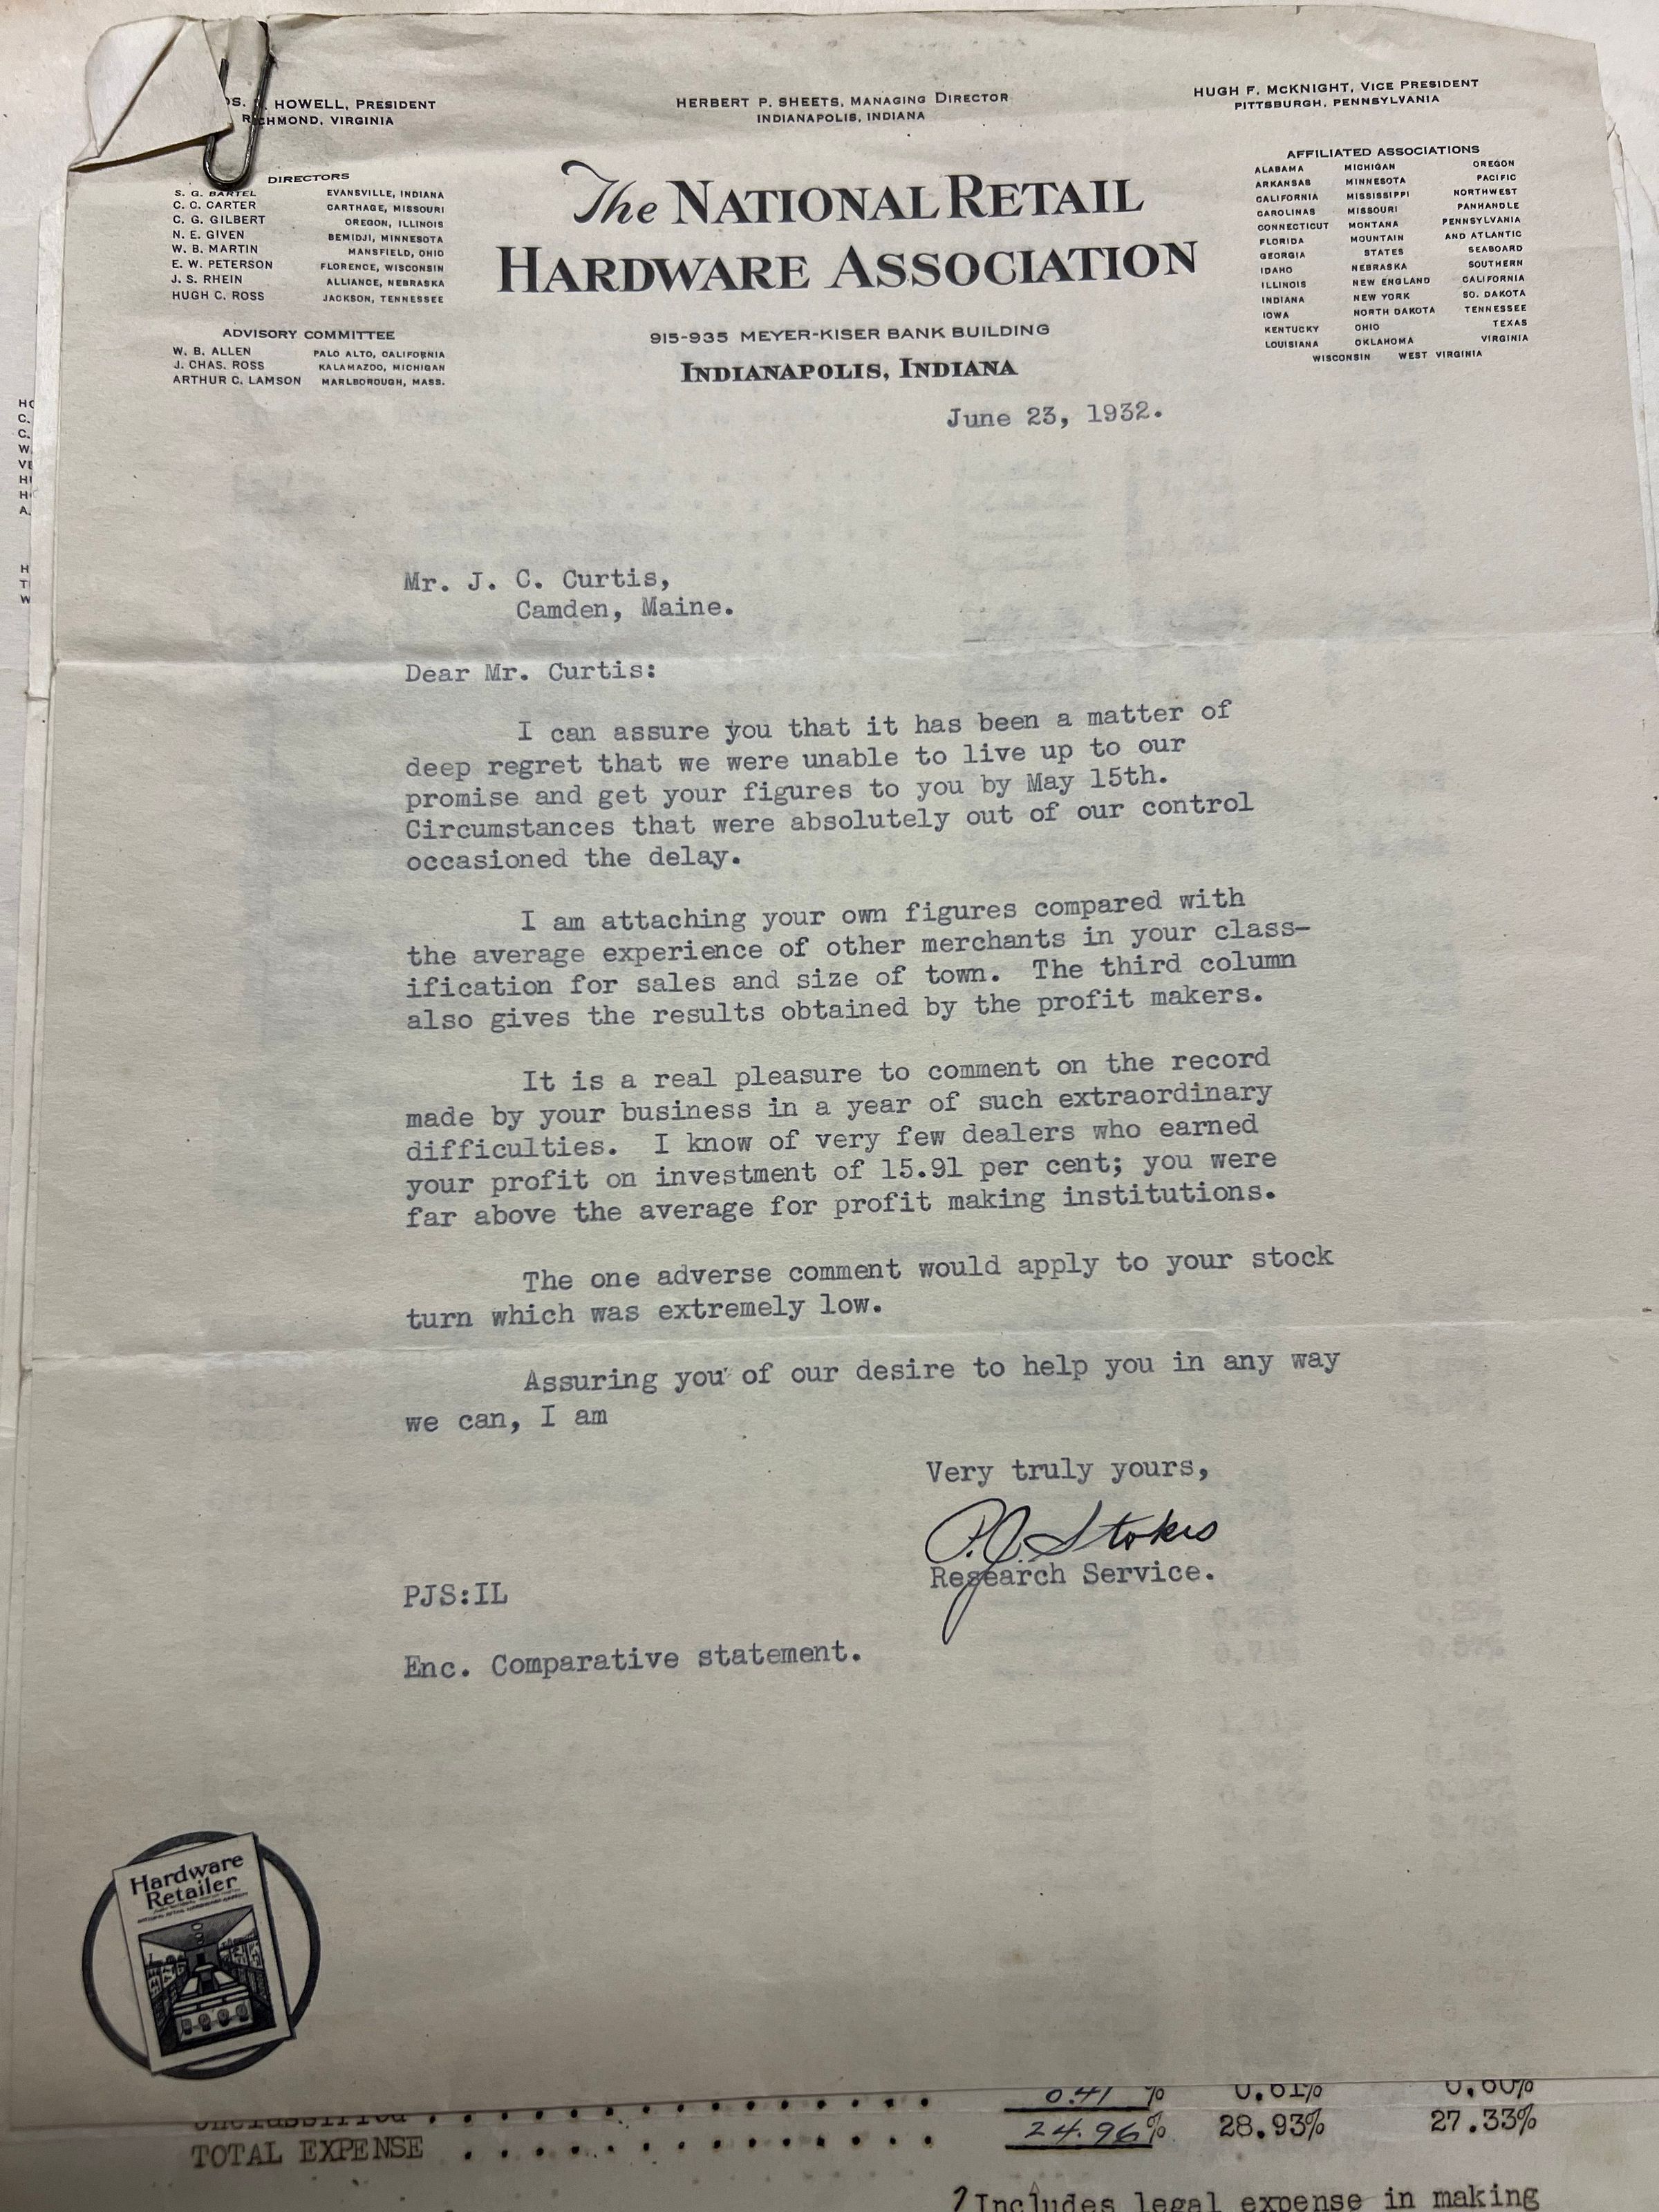 HOWELL, PRESIDENT
RICHMOND, VIRGINIA
HERBERT P. SHEETS, MANAGING DIRECTOR
INDIANAPOLIS, INDIANA
HUGH F. MCKNIGHT, VICE PRESIDENT
PITTSBURGH, PENNSYLVANIA
DIRECTORS
S. G. BARTEL EVANSVILLE, INDIANA
C. C. CARTER CARTHAGE, MISSOURI
C. G. GILBERT OREGON, ILLINOIS
N. E. GIVEN BEMIDJI, MINNESOTA
W. B. MARTIN MANSFIELD, OHIO
E. W. PETERSON FLORENCE, WISCONSIN
J. S. RHEIN ALLIANCE, NEBRASKA
HUGH C. ROSS JACKSON, TENNESSEE
ADVISORY COMMITTEE
W. B. ALLEN PALO ALTO, CALIFORNIA
J. CHAS. ROSS KALAMAZOO, MICHIGAN
ARTHUR C. LAMSON MARLBOROUGH, MASS.
The NATIONAL RETAIL
HARDWARE ASSOCIATION
915-935 MEYER-KISER BANK BUILDING
INDIANAPOLIS, INDIANA
AFFILIATED ASSOCIATIONS
ALABAMA MICHIGAN OREGON
ARKANSAS MINNESOTA PACIFIC
CALIFORNIA MISSISSIPPI NORTHWEST
CAROLINAS MISSOURI PANHANDLE
CONNECTICUT MONTANA PENNSYLVANIA
FLORIDA MOUNTAIN AND ATLANTIC
GEORGIA STATES SEABOARD
IDAHO NEBRASKA SOUTHERN
ILLINOIS NEW ENGLAND CALIFORNIA
INDIANA NEW YORK SO. DAKOTA
IOWA NORTH DAKOTA TENNESSEE
KENTUCKY OHIO TEXAS
LOUISIANA OKLAHOMA VIRGINIA
WISCONSIN WEST VIRGINIA
June 23, 1932.
Mr. J. C. Curtis,
Camden, Maine.
Dear Mr. Curtis:
I can assure you that it has been a matter of
deep regret that we were unable to live up to our
promise and get your figures to you by May 15th.
Circumstances that were absolutely out of our control
occasioned the delay.
I am attaching your own figures compared with
the average experience of other merchants in your class-
ification for sales and size of town. The third column
also gives the results obtained by the profit makers.
It is a real pleasure to comment on the record
made by your business in a year of such extraordinary
difficulties. I know of very few dealers who earned
your profit on investment of 15.91 per cent; you were
far above the average for profit making institutions.
The one adverse comment would apply to your stock
turn which was extremely low.
Assuring you of our desire to help you in any way
we can, I am
Very truly yours,
P.J. Stokes
Research Service.
PJS:IL
Enc. Comparative statement.
Hardware
Retailer
Unclassified . . . . . . . . . . . . . . . 0.41 % 0.61% 0.60%
TOTAL EXPENSE . . . . . . . . . . . . . . 24.96% 28.93% 27.33%
Includes legal expense in making